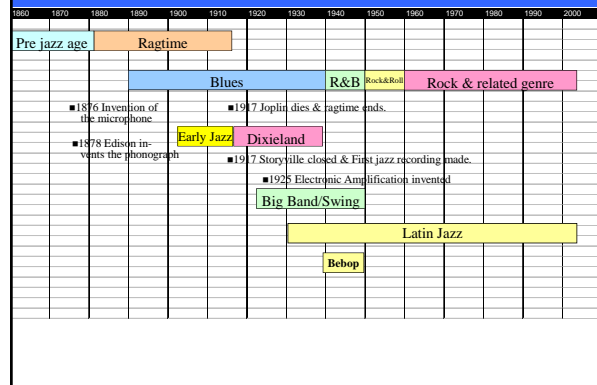 1860 1870 1880 1890 1900 1910 1920 1930 1940 1950 1960 1970 1980 1990 2000
Pre jazz age Ragtime
Blues R&B Rock&Roll Rock & related genre
■1876 Invention of
the microphone
■1917 Joplin dies & ragtime ends.
Early Jazz Dixieland
■1878 Edison in-
vents the phonograph
■1917 Storyville closed & First jazz recording made.
■1925 Electronic Amplification invented
Big Band/Swing
Latin Jazz
Bebop